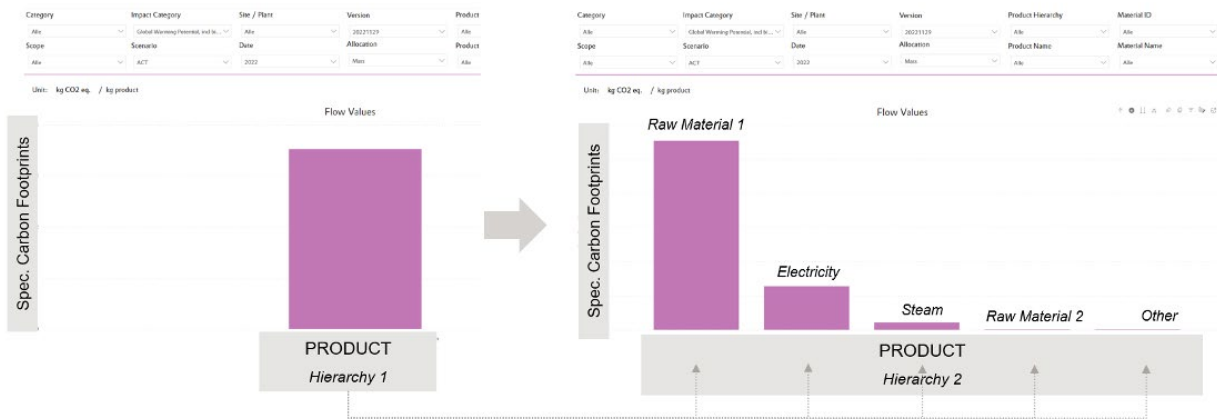 Category Impact Category Site / Plant Version Product
Alle Global Warming Potential, incl bi... Alle 20221129 Alle
Scope Scenario Date Allocation Product
Alle ACT 2022 Mass Alle
Unit: kg CO2 eq. / kg product
Flow Values
Spec. Carbon Footprints
PRODUCT
Hierarchy 1
Category Impact Category Site / Plant Version Product Hierarchy Material ID
Alle Global Warming Potential, incl bi... Alle 20221129 Alle Alle
Scope Scenario Date Allocation Product Name Material Name
Alle ACT 2022 Mass Alle Alle
Unit: kg CO2 eq. / kg product
Flow Values
Spec. Carbon Footprints
Raw Material 1
Electricity
Steam
Raw Material 2
Other
PRODUCT
Hierarchy 2